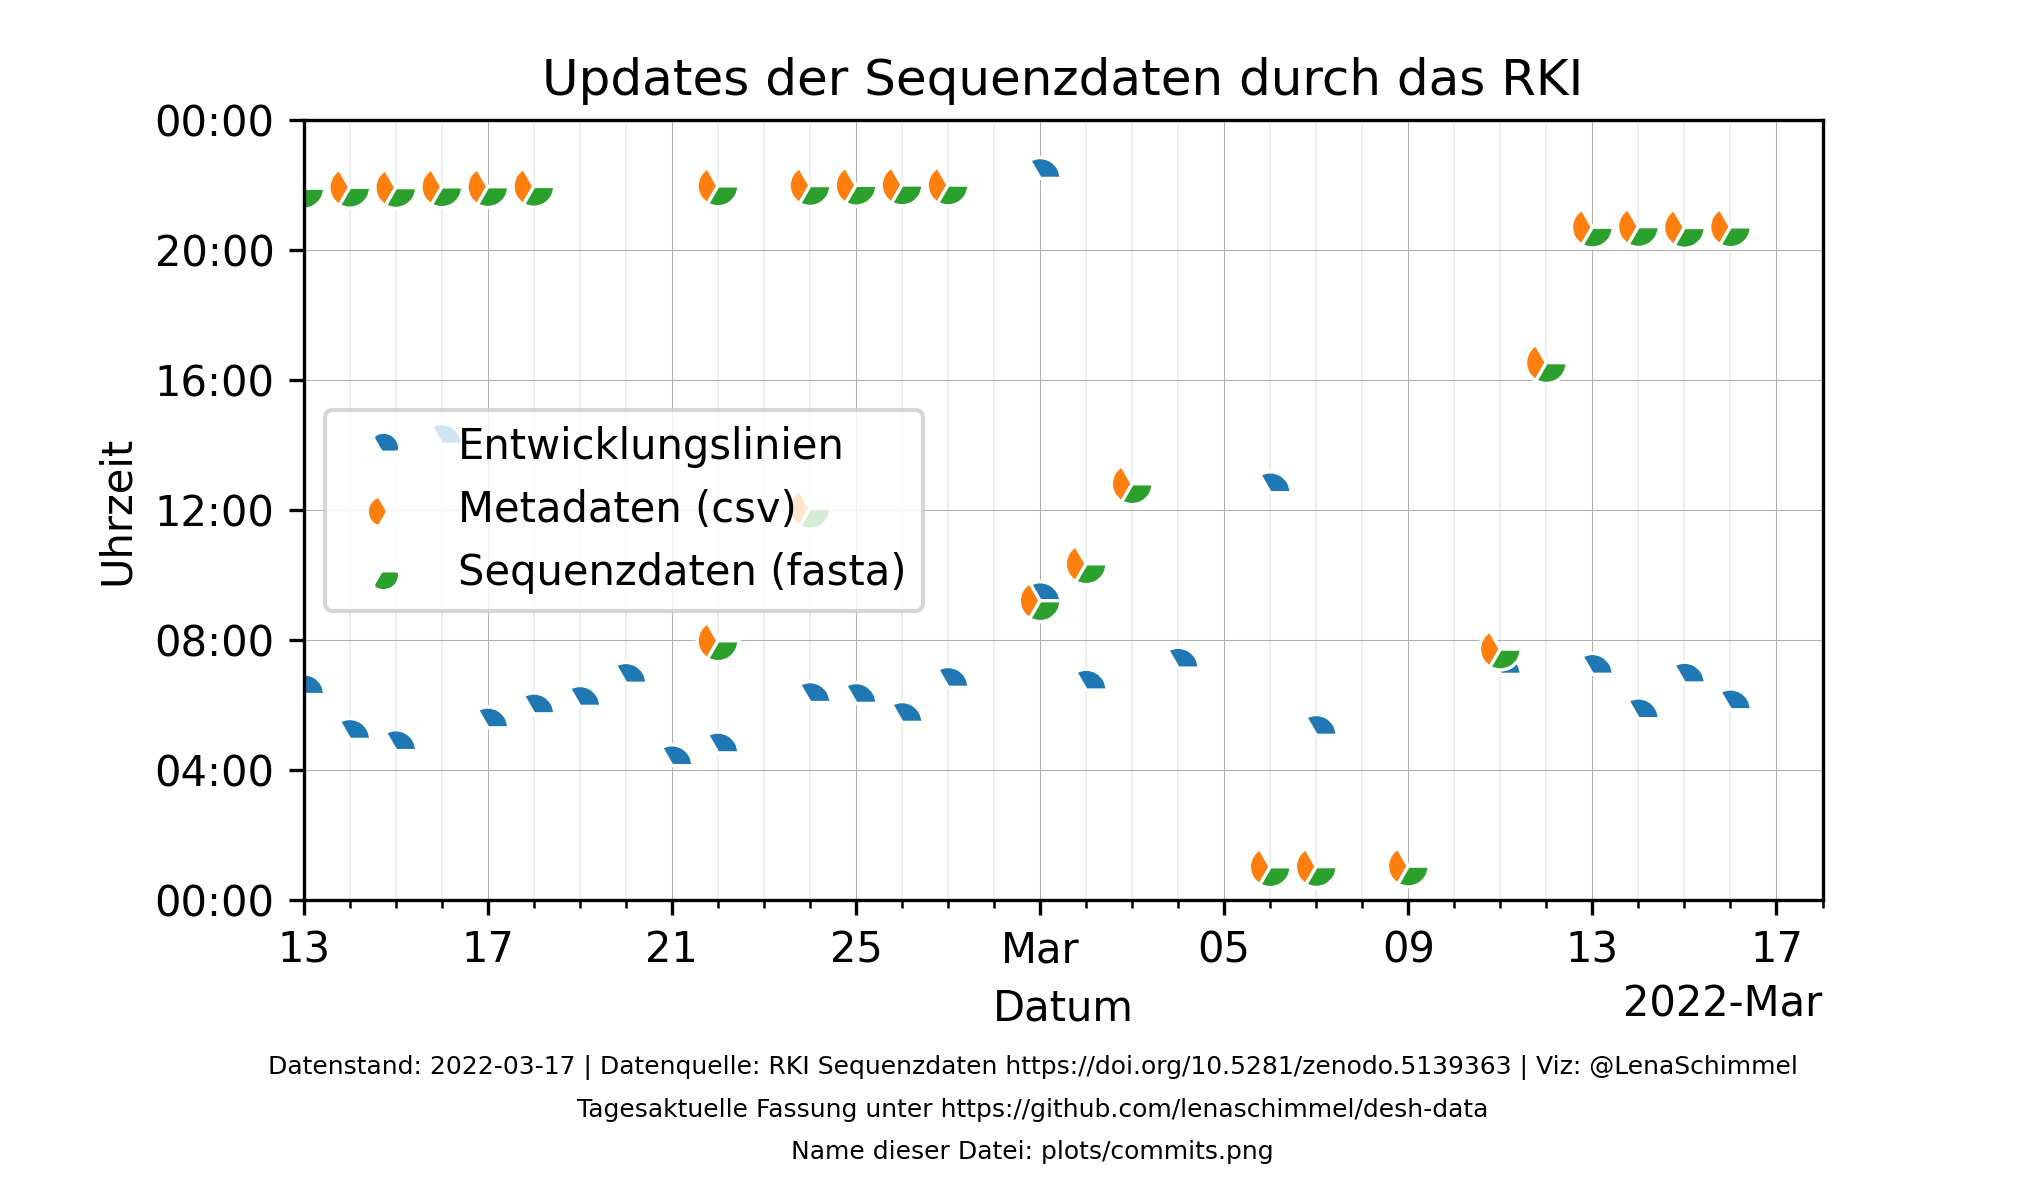 Updates der Sequenzdaten durch das RKI
00:00
20:00
16:00
12:00
08:00
04:00
00:00
Uhrzeit
Entwicklungslinien
Metadaten (csv)
Sequenzdaten (fasta)
13 17 21 25 Mar 05 09 13 17
Datum
2022-Mar
Datenstand: 2022-03-17 | Datenquelle: RKI Sequenzdaten https://doi.org/10.5281/zenodo.5139363 | Viz: @LenaSchimmel
Tagesaktuelle Fassung unter https://github.com/lenaschimmel/desh-data
Name dieser Datei: plots/commits.png